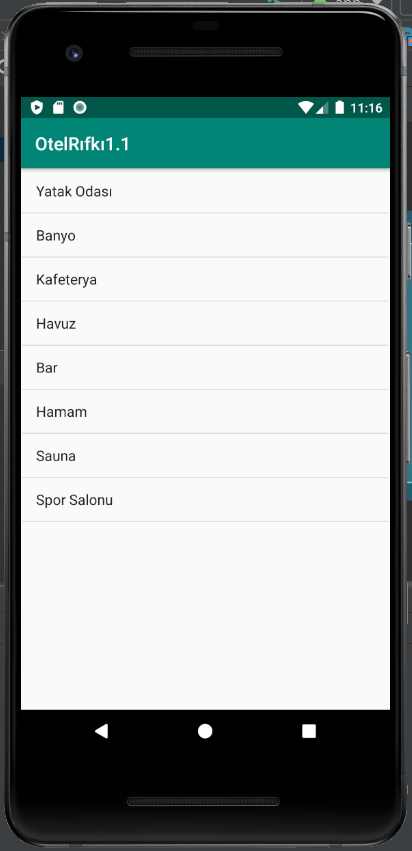 11:16
OtelRıfkı1.1
Yatak Odası
Banyo
Kafeterya
Havuz
Bar
Hamam
Sauna
Spor Salonu